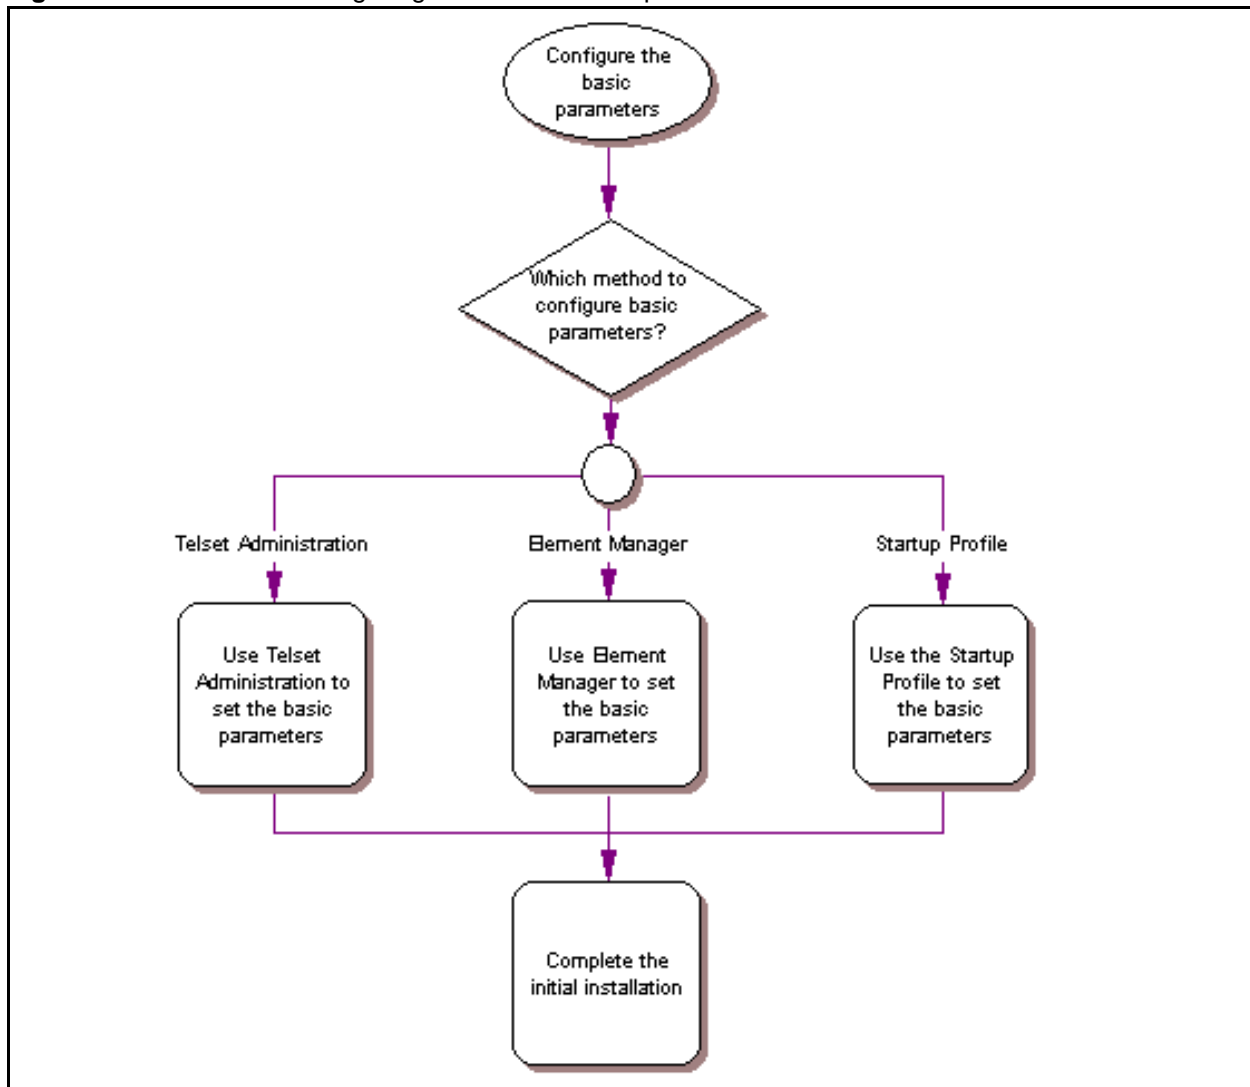 Configure the
basic
parameters
Which method to
configure basic
parameters?
Telset Administration
Element Manager
Startup Profile
Use Telset
Administration to
set the basic
parameters
Use Element
Manager to set
the basic
parameters
Use the Startup
Profile to set
the basic
parameters
Complete the
initial installation